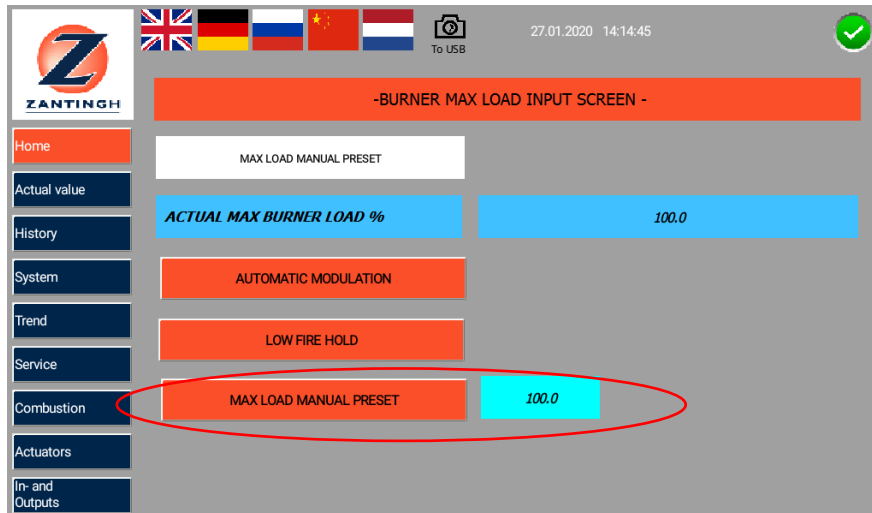 To USB
27.01.2020 14:14:45
ZANTINGH
-BURNER MAX LOAD INPUT SCREEN -
Home
Actual value
History
System
Trend
Service
Combustion
Actuators
In- and
Outputs
MAX LOAD MANUAL PRESET
ACTUAL MAX BURNER LOAD % 100.0
AUTOMATIC MODULATION
LOW FIRE HOLD
MAX LOAD MANUAL PRESET 100.0